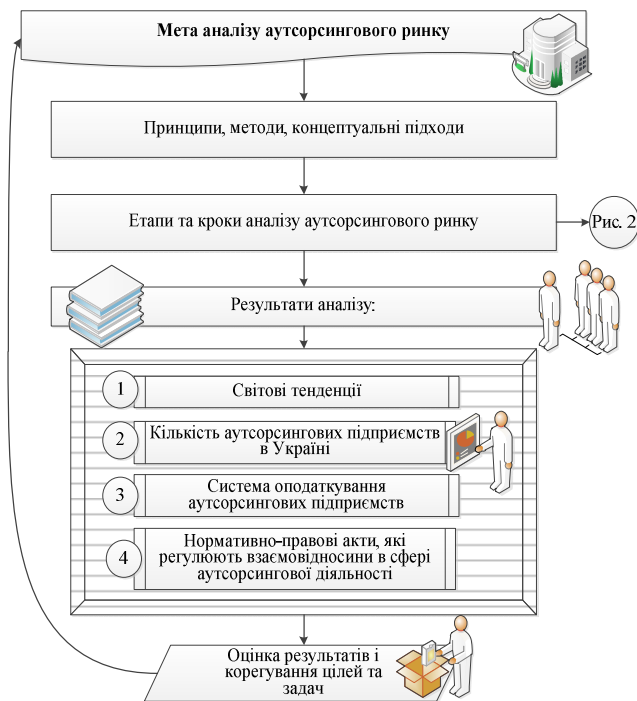 Мета аналізу аутсорсингового ринку
Принципи, методи, концептуальні підходи
Етапи та кроки аналізу аутсорсингового ринку
Рис. 2
Результати аналізу:
1
Світові тенденції
2
Кількість аутсорсингових підприємств
в Україні
3
Система оподаткування
аутсорсингових підприємств
4
Нормативно-правові акти, які
регулюють взаємовідносини в сфері
аутсорсингової діяльності
Оцінка результатів і
корегування цілей та
задач